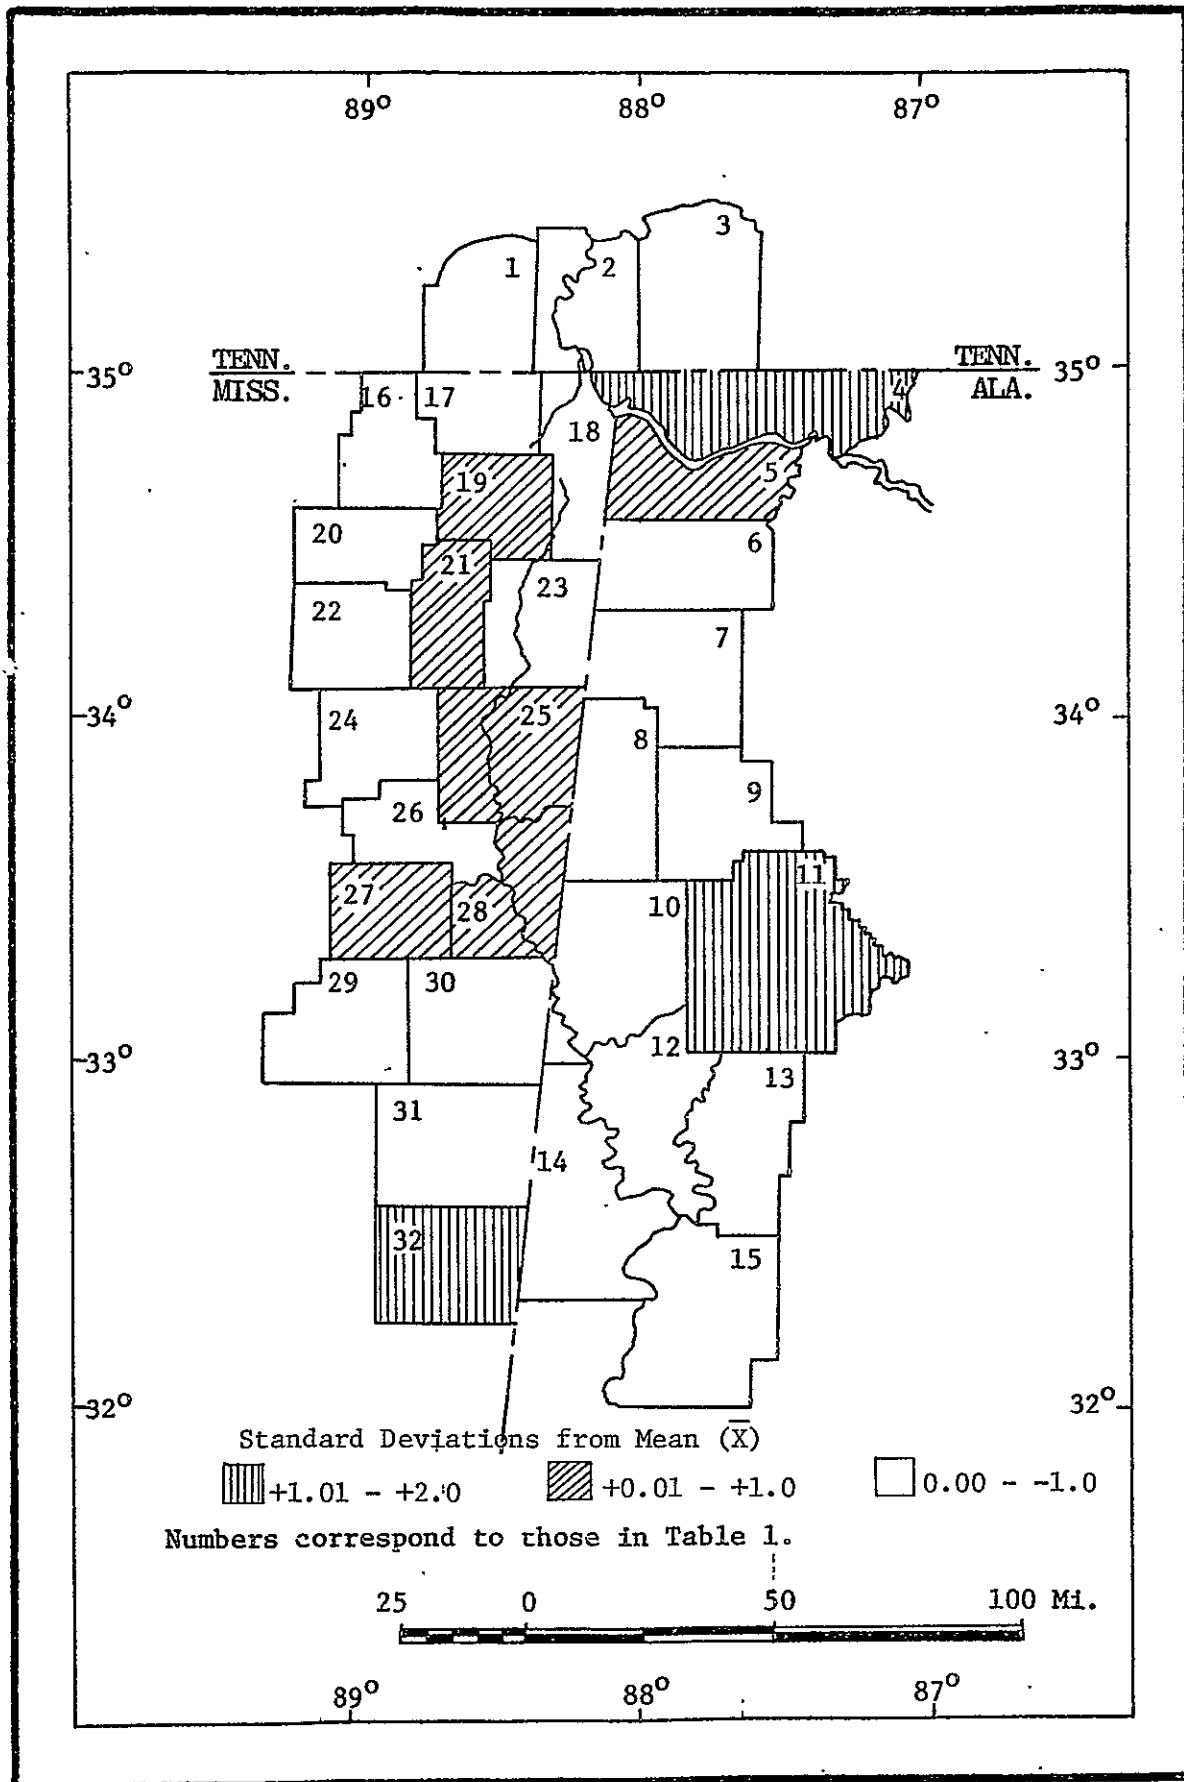 89° 88° 87°
3
1 2
TENN. TENN.
35° 35°
MISS. ALA.
4
16 17
18
19 5
20 6
21
23
22 7
34° 25 34°
24 8
9
26
11
27 28 10
29 30
33° 12 33°
13
31
14
32
15
32° 32°
Standard Deviations from Mean (X̄)
+1.01 - +2.0 +0.01 - +1.0 0.00 - -1.0
Numbers correspond to those in Table 1.
25 0 50 100 Mi.
89° 88° 87°